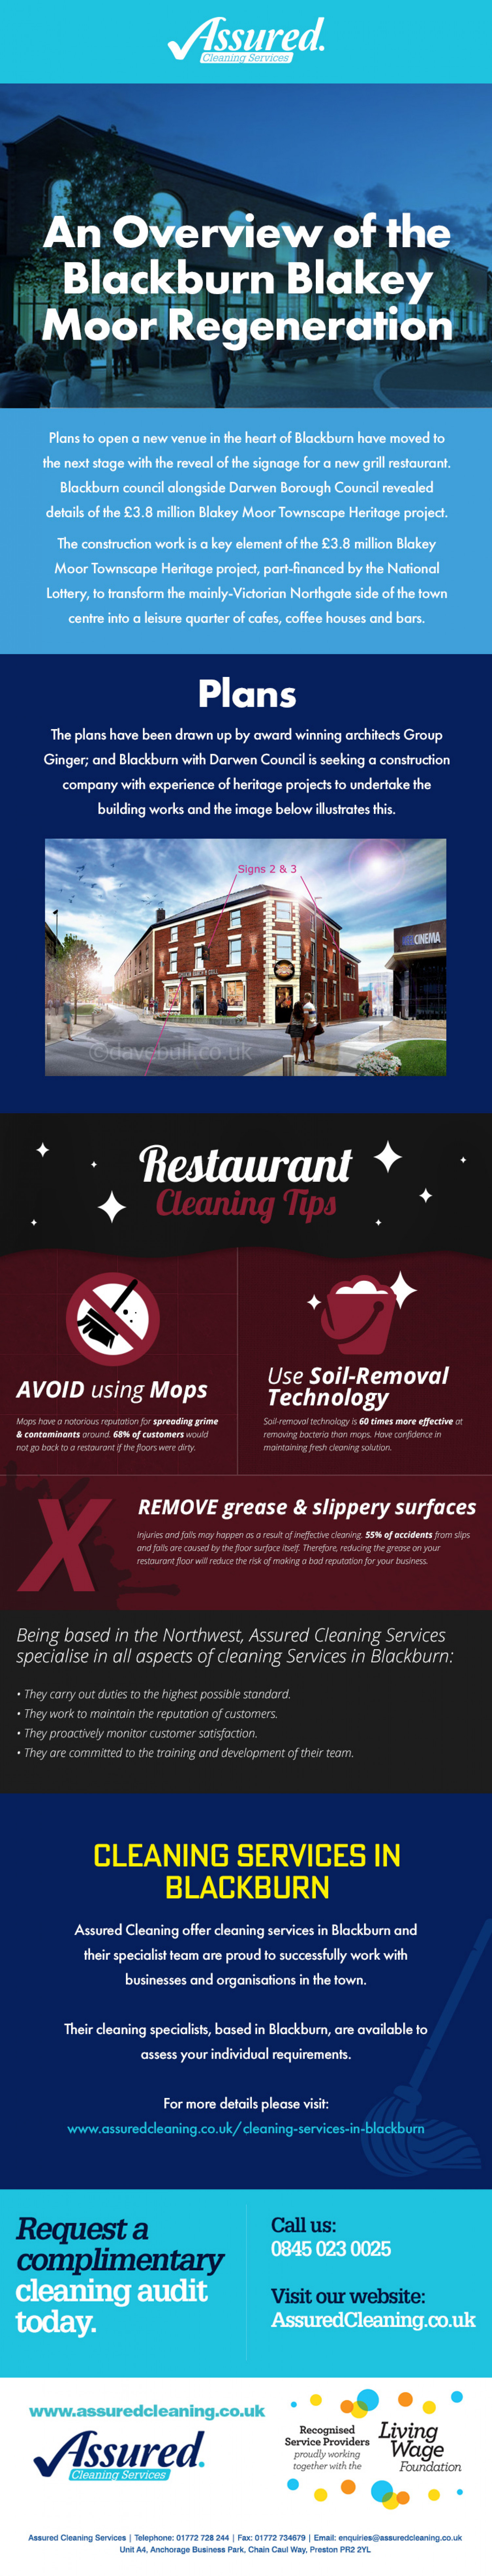 Assured.
Cleaning Services
An Overview of the
Blackburn Blakey
Moor Regeneration
Plans to open a new venue in the heart of Blackburn have moved to
the next stage with the reveal of the signage for a new grill restaurant.
Blackburn council alongside Darwen Borough Council revealed
details of the £3.8 million Blakey Moor Townscape Heritage project.
The construction work is a key element of the £3.8 million Blakey
Moor Townscape Heritage project, part-financed by the National
Lottery, to transform the mainly-Victorian Northgate side of the town
centre into a leisure quarter of cafes, coffee houses and bars.
Plans
The plans have been drawn up by award winning architects Group
Ginger; and Blackburn with Darwen Council is seeking a construction
company with experience of heritage projects to undertake the
building works and the image below illustrates this.
Signs 2 & 3
CINEMA
©davebull.co.uk
Restaurant
Cleaning Tips
AVOID using Mops
Mops have a notorious reputation for spreading grime
& contaminants around. 68% of customers would
not go back to a restaurant if the floors were dirty.
Use Soil-Removal
Technology
Soil-removal technology is 60 times more effective at
removing bacteria than mops. Have confidence in
maintaining fresh cleaning solution.
X
REMOVE grease & slippery surfaces
Injuries and falls may happen as a result of ineffective cleaning. 55% of accidents from slips
and falls are caused by the floor surface itself. Therefore, reducing the grease on your
restaurant floor will reduce the risk of making a bad reputation for your business.
Being based in the Northwest, Assured Cleaning Services
specialise in all aspects of cleaning Services in Blackburn:
• They carry out duties to the highest possible standard.
• They work to maintain the reputation of customers.
• They proactively monitor customer satisfaction.
• They are committed to the training and development of their team.
CLEANING SERVICES IN
BLACKBURN
Assured Cleaning offer cleaning services in Blackburn and
their specialist team are proud to successfully work with
businesses and organisations in the town.
Their cleaning specialists, based in Blackburn, are available to
assess your individual requirements.
For more details please visit:
www.assuredcleaning.co.uk/cleaning-services-in-blackburn
Request a
complimentary
cleaning audit
today.
Call us:
0845 023 0025
Visit our website:
AssuredCleaning.co.uk
www.assuredcleaning.co.uk
Assured.
Cleaning Services
Recognised
Service Providers
proudly working
together with the
Living
Wage
Foundation
Assured Cleaning Services | Telephone: 01772 728 244 | Fax: 01772 734679 | Email: enquiries@assuredcleaning.co.uk
Unit A4, Anchorage Business Park, Chain Caul Way, Preston PR2 2YL